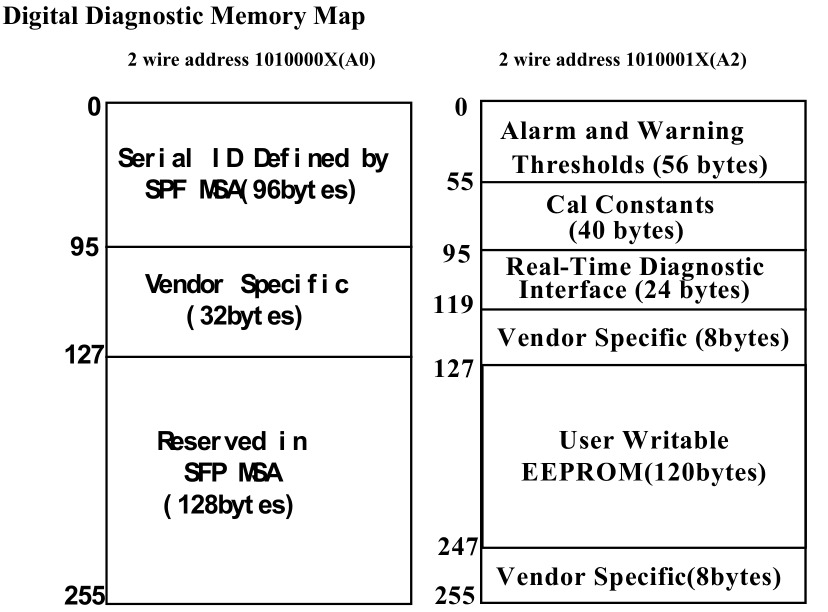 Digital Diagnostic Memory Map
2 wire address 1010000X(A0)
0
Serial ID Defined by
SPF MSA(96bytes)
95
Vendor Specific
(32bytes)
127
Reserved in
SFP MSA
(128bytes)
255
2 wire address 1010001X(A2)
0
Alarm and Warning
Thresholds (56 bytes)
55
Cal Constants
(40 bytes)
95
Real-Time Diagnostic
Interface (24 bytes)
119
Vendor Specific (8bytes)
127
User Writable
EEPROM(120bytes)
247
Vendor Specific(8bytes)
255